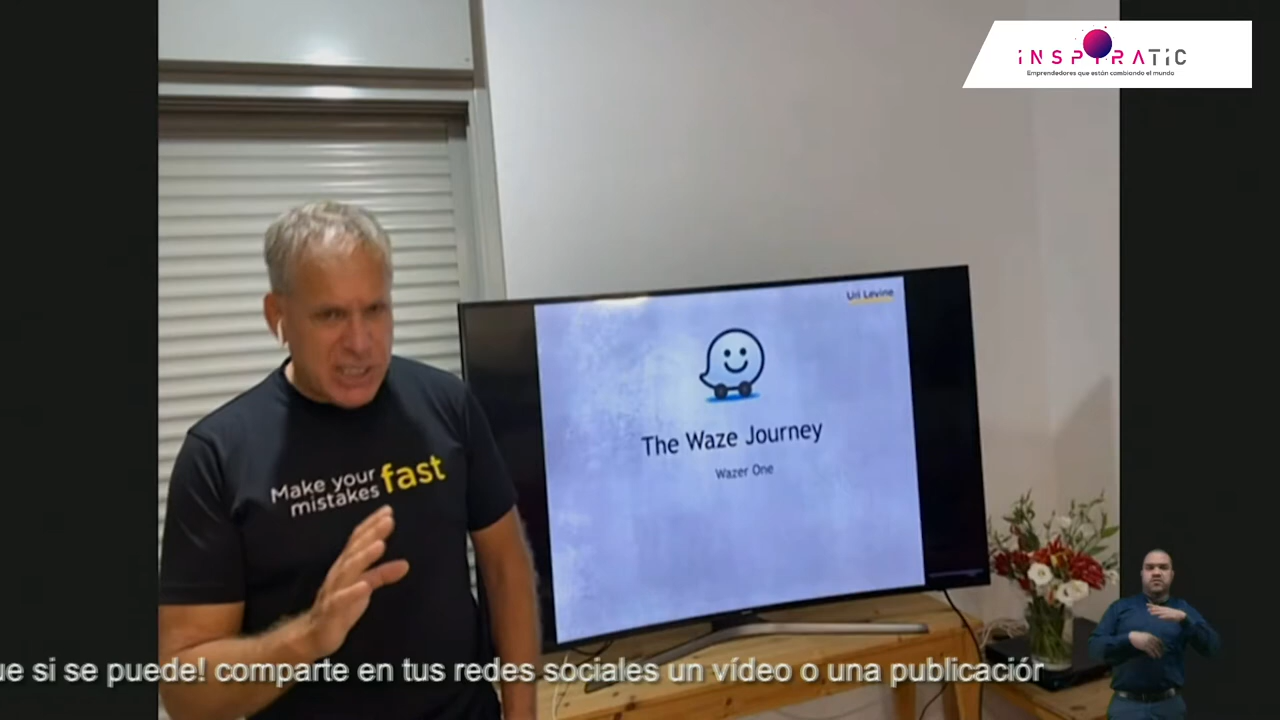 iNSPIRATIC
Emprendedores que están cambiando el mundo
Uri Levine
The Waze Journey
Wazer One
Make your
mistakes fast
ue si se puede! comparte en tus redes sociales un vídeo o una publicaciór